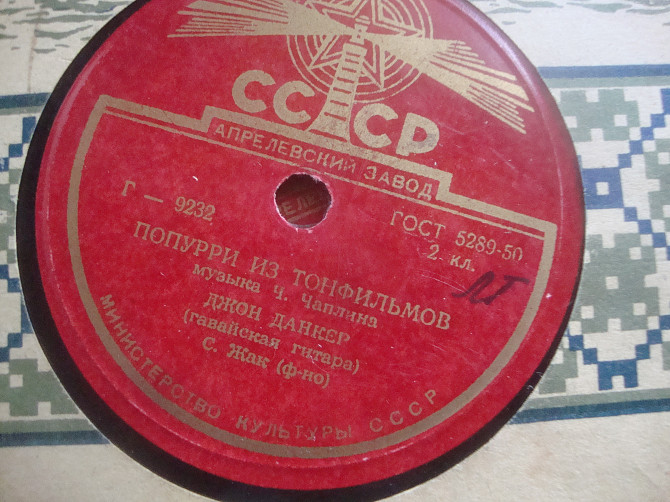 СССР
АПРЕЛЕВСКИЙ ЗАВОД
Г — 9232
ГОСТ 5289-50
2 кл.
ПОПУРРИ ИЗ ТОНФИЛЬМОВ
музыка Ч. Чаплина
ДЖОН ДАНКЕР
(гавайская гитара)
С. Жак (ф-но)
МИНИСТЕРСТВО КУЛЬТУРЫ СССР